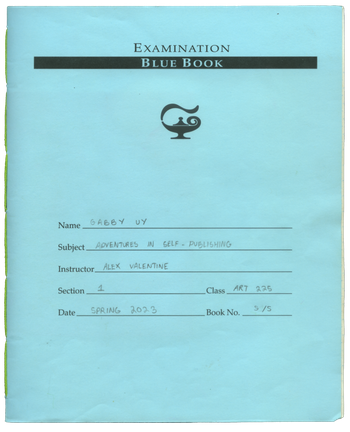 EXAMINATION
BLUE BOOK
Name GABBY UY
Subject ADVENTURES IN SELF-PUBLISHING
Instructor ALEX VALENTINE
Section 1 Class ART 225
Date SPRING 2023 Book No. 5/5